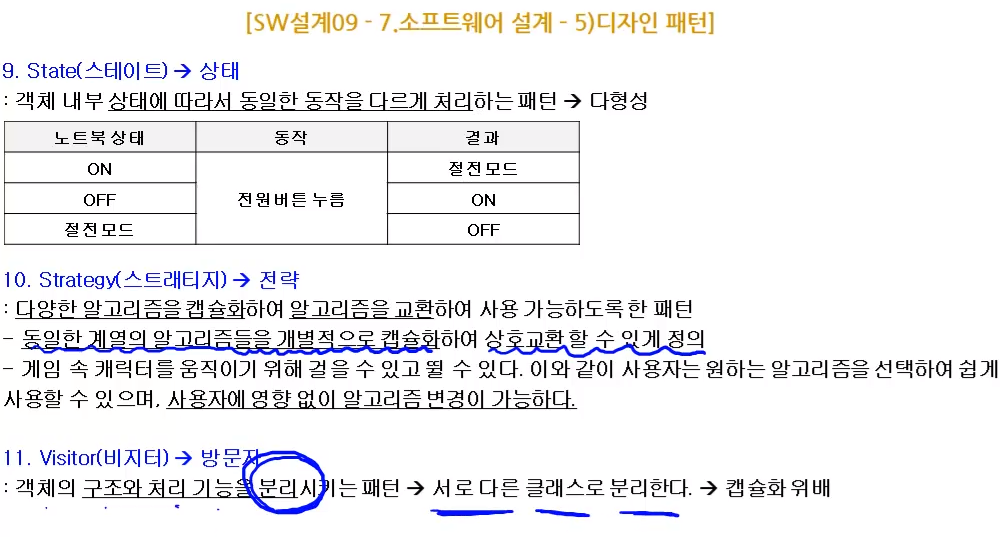 [SW설계09 - 7.소프트웨어 설계 - 5)디자인 패턴]
9. State(스테이트) → 상태
: 객체 내부 상태에 따라서 동일한 동작을 다르게 처리하는 패턴 → 다형성
노트북 상태 동작 결과
ON 절전모드
OFF 전원버튼 누름 ON
절전모드 OFF
10. Strategy(스트래티지) → 전략
: 다양한 알고리즘을 캡슐화하여 알고리즘을 교환하여 사용 가능하도록 한 패턴
- 동일한 계열의 알고리즘들을 개별적으로 캡슐화하여 상호교환 할 수 있게 정의
- 게임 속 캐릭터를 움직이기 위해 걸을 수 있고 뛸 수 있다. 이와 같이 사용자는 원하는 알고리즘을 선택하여 쉽게
사용할 수 있으며, 사용자에 영향 없이 알고리즘 변경이 가능하다.
11. Visitor(비지터) → 방문자
: 객체의 구조와 처리 기능을 분리시키는 패턴 → 서로 다른 클래스로 분리한다. → 캡슐화 위배